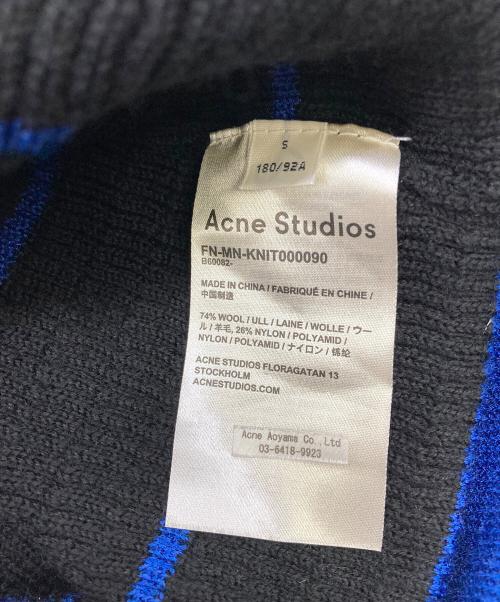 S
180/92A
Acne Studios
FN-MN-KNIT000090
B60082-
MADE IN CHINA / FABRIQUÉ EN CHINE /
中国制造
74% WOOL / ULL / LAINE / WOLLE / ウー
ル / 羊毛, 26% NYLON / POLYAMID /
NYLON / POLYAMIDE / ナイロン / 锦纶
ACNE STUDIOS FLORAGATAN 13
STOCKHOLM
ACNESTUDIOS.COM
Acne Aoyama Co.,Ltd
03-6418-9923